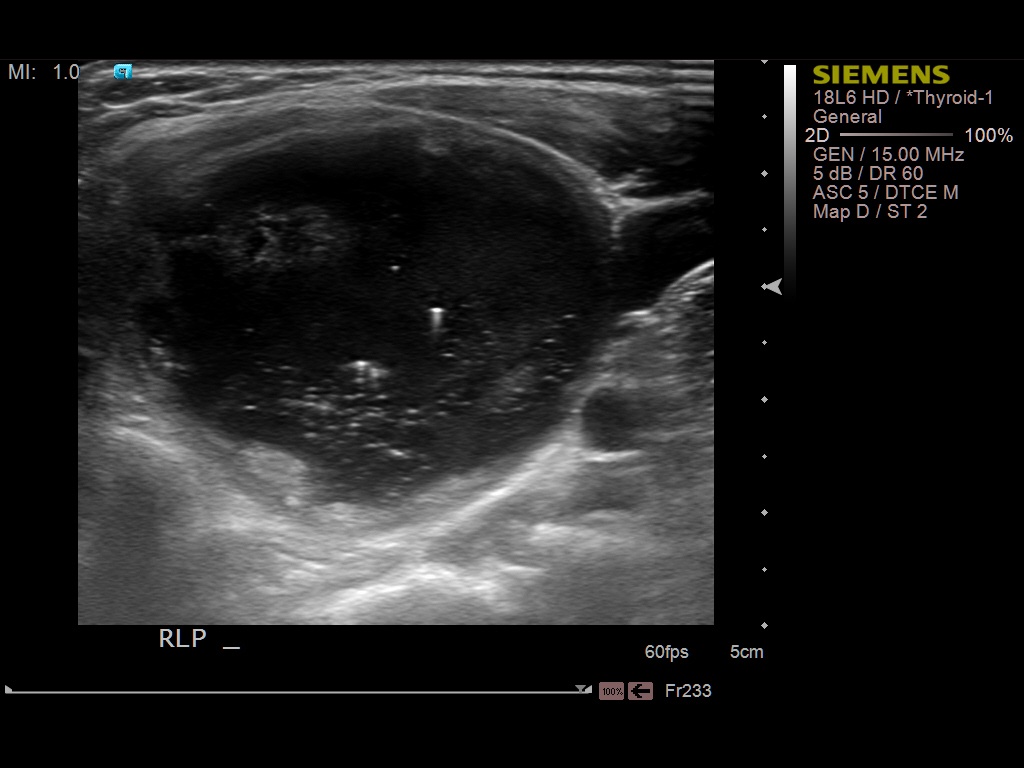 MI: 1.0
SIEMENS
18L6 HD / *Thyroid-1
General
2D 100%
GEN / 15.00 MHz
5 dB / DR 60
ASC 5 / DTCE M
Map D / ST 2
RLP _
60fps 5cm
100% Fr233